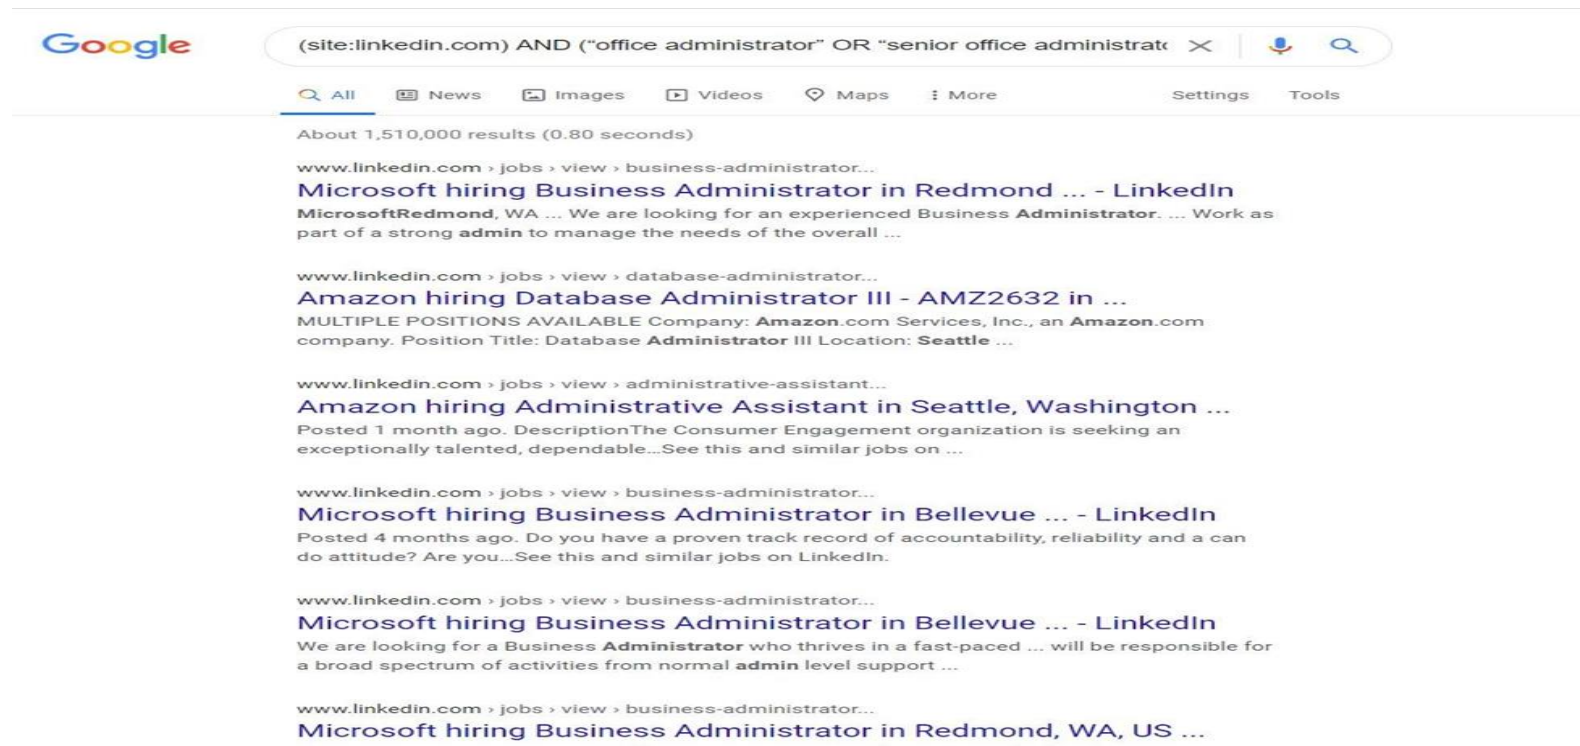 Google
(site:linkedin.com) AND (“office administrator” OR “senior office administrato
All News Images Videos Maps More Settings Tools
About 1,510,000 results (0.80 seconds)
www.linkedin.com › jobs › view › business-administrator...
Microsoft hiring Business Administrator in Redmond ... - LinkedIn
MicrosoftRedmond, WA ... We are looking for an experienced Business Administrator. ... Work as
part of a strong admin to manage the needs of the overall ...
www.linkedin.com › jobs › view › database-administrator...
Amazon hiring Database Administrator III - AMZ2632 in ...
MULTIPLE POSITIONS AVAILABLE Company: Amazon.com Services, Inc., an Amazon.com
company. Position Title: Database Administrator III Location: Seattle ...
www.linkedin.com › jobs › view › administrative-assistant...
Amazon hiring Administrative Assistant in Seattle, Washington ...
Posted 1 month ago. DescriptionThe Consumer Engagement organization is seeking an
exceptionally talented, dependable...See this and similar jobs on ...
www.linkedin.com › jobs › view › business-administrator...
Microsoft hiring Business Administrator in Bellevue ... - LinkedIn
Posted 4 months ago. Do you have a proven track record of accountability, reliability and a can
do attitude? Are you...See this and similar jobs on LinkedIn.
www.linkedin.com › jobs › view › business-administrator...
Microsoft hiring Business Administrator in Bellevue ... - LinkedIn
We are looking for a Business Administrator who thrives in a fast-paced ... will be responsible for
a broad spectrum of activities from normal admin level support ...
www.linkedin.com › jobs › view › business-administrator...
Microsoft hiring Business Administrator in Redmond, WA, US ...